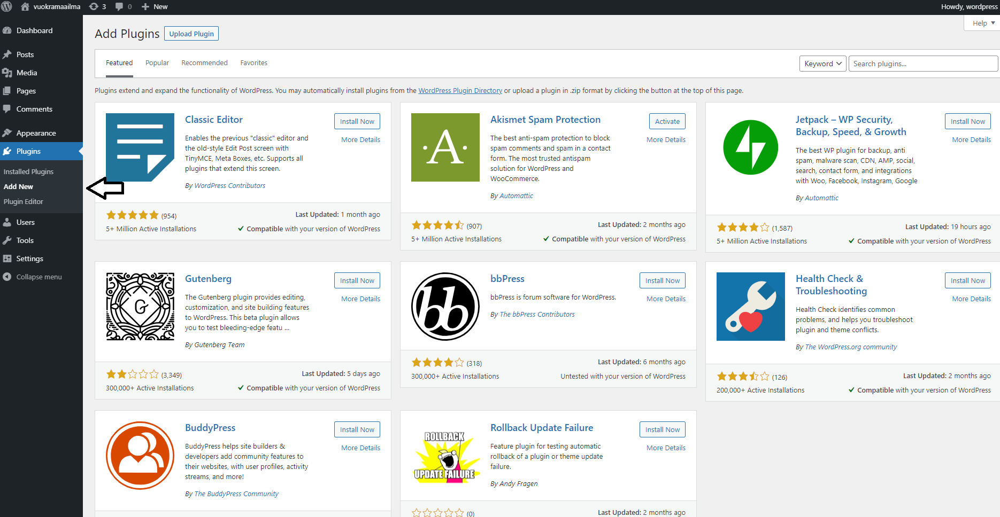 vuokramaailma 3 0 New Howdy, wordpress
Help
Dashboard
Posts
Media
Pages
Comments
Appearance
Plugins
Installed Plugins
Add New
Plugin Editor
Users
Tools
Settings
Collapse menu
Add Plugins Upload Plugin
Featured Popular Recommended Favorites Keyword Search plugins...
Plugins extend and expand the functionality of WordPress. You may automatically install plugins from the WordPress Plugin Directory or upload a plugin in .zip format by clicking the button at the top of this page.
Classic Editor
Install Now
More Details
Enables the previous "classic" editor and
the old-style Edit Post screen with
TinyMCE, Meta Boxes, etc. Supports all
plugins that extend this screen.
By WordPress Contributors
(954)
5+ Million Active Installations
Last Updated: 1 month ago
Compatible with your version of WordPress
·A·
Akismet Spam Protection
Activate
More Details
The best anti-spam protection to block
spam comments and spam in a contact
form. The most trusted antispam
solution for WordPress and
WooCommerce.
By Automattic
(907)
5+ Million Active Installations
Last Updated: 2 months ago
Compatible with your version of WordPress
Jetpack – WP Security,
Backup, Speed, & Growth
Install Now
More Details
The best WP plugin for backup, anti
spam, malware scan, CDN, AMP, social,
search, contact form, and integrations
with Woo, Facebook, Instagram, Google
By Automattic
(1,587)
5+ Million Active Installations
Last Updated: 19 hours ago
Compatible with your version of WordPress
G
Gutenberg
Install Now
More Details
The Gutenberg plugin provides editing,
customization, and site building features
to WordPress. This beta plugin allows
you to test bleeding-edge featu ...
By Gutenberg Team
(3,349)
300,000+ Active Installations
Last Updated: 5 days ago
Compatible with your version of WordPress
bb
bbPress
Install Now
More Details
bbPress is forum software for WordPress.
By The bbPress Contributors
(318)
300,000+ Active Installations
Last Updated: 6 months ago
Untested with your version of WordPress
Health Check &
Troubleshooting
Install Now
More Details
Health Check identifies common
problems, and helps you troubleshoot
plugin and theme conflicts.
By The WordPress.org community
(126)
200,000+ Active Installations
Last Updated: 2 months ago
Compatible with your version of WordPress
BuddyPress
Install Now
More Details
BuddyPress helps site builders &
developers add community features to
their websites, with user profiles, activity
streams, and more!
By The BuddyPress Community
ROLLBACK
UPDATE FAILURE
Rollback Update Failure
Install Now
More Details
Feature plugin for testing automatic
rollback of a plugin or theme update
failure.
By Andy Fragen
(0)
Last Updated: 2 months ago